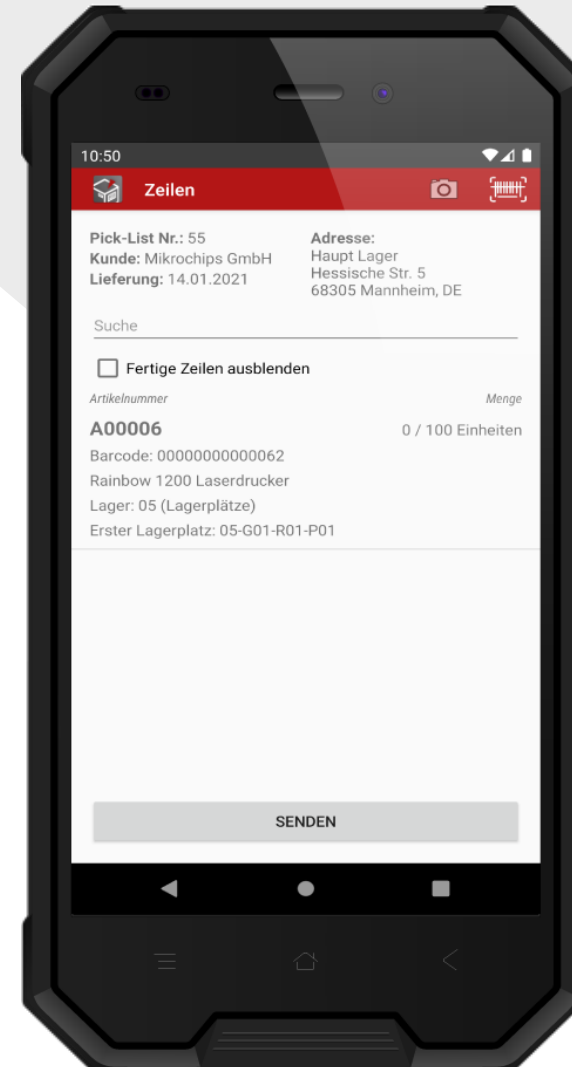 10:50
Zeilen
Pick-List Nr.: 55
Kunde: Mikrochips GmbH
Lieferung: 14.01.2021
Adresse:
Haupt Lager
Hessische Str. 5
68305 Mannheim, DE
Suche
Fertige Zeilen ausblenden
Artikelnummer Menge
A00006 0 / 100 Einheiten
Barcode: 00000000000062
Rainbow 1200 Laserdrucker
Lager: 05 (Lagerplätze)
Erster Lagerplatz: 05-G01-R01-P01
SENDEN